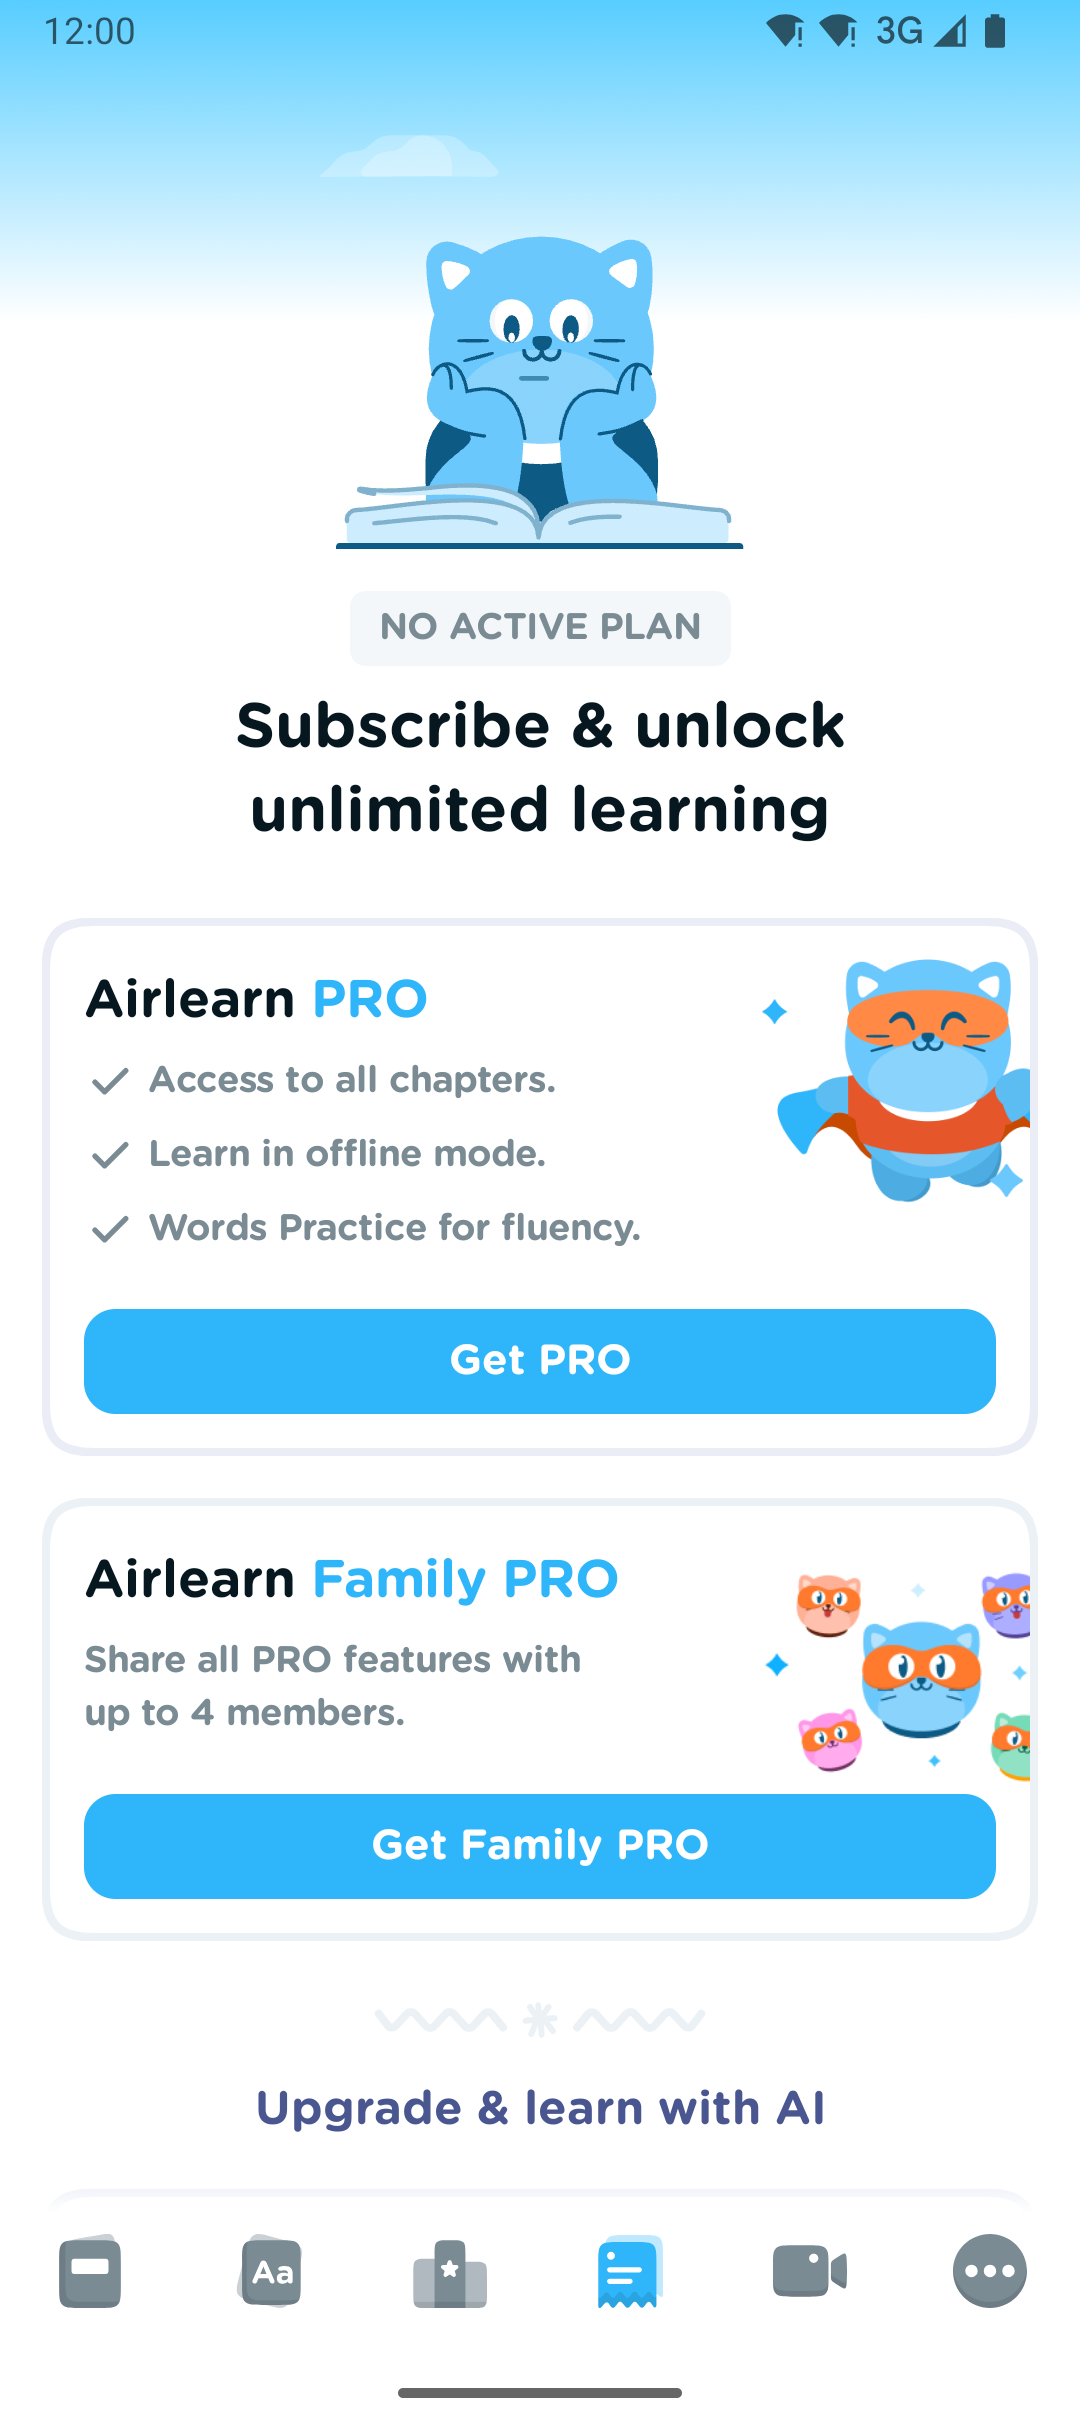 12:00
3G
NO ACTIVE PLAN
Subscribe & unlock
unlimited learning
Airlearn PRO
Access to all chapters.
Learn in offline mode.
Words Practice for fluency.
Get PRO
Airlearn Family PRO
Share all PRO features with
up to 4 members.
Get Family PRO
Upgrade & learn with AI
Aa